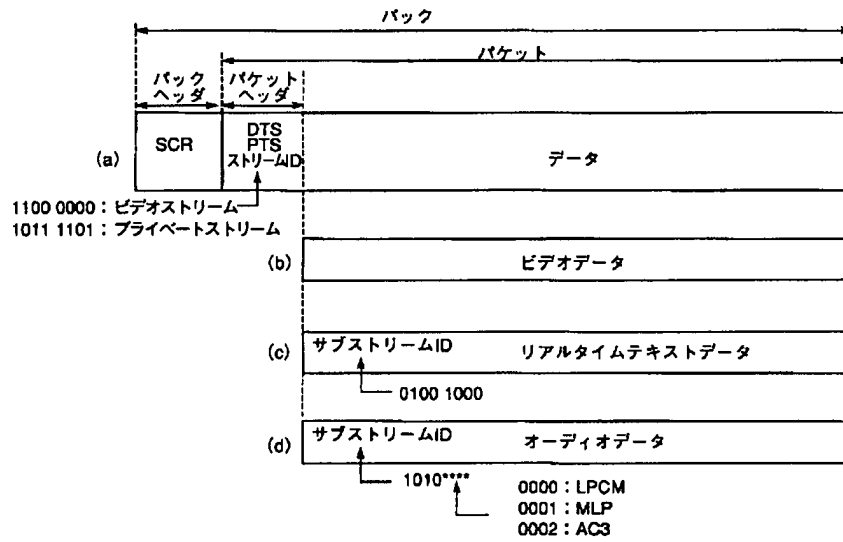 パック
パケット
パック
ヘッダ
パケット
ヘッダ
(a)
SCR
DTS
PTS
ストリームID
データ
1100 0000：ビデオストリーム
1011 1101：プライベートストリーム
(b)
ビデオデータ
(c)
サブストリームID
リアルタイムテキストデータ
0100 1000
(d)
サブストリームID
オーディオデータ
1010****
0000：LPCM
0001：MLP
0002：AC3